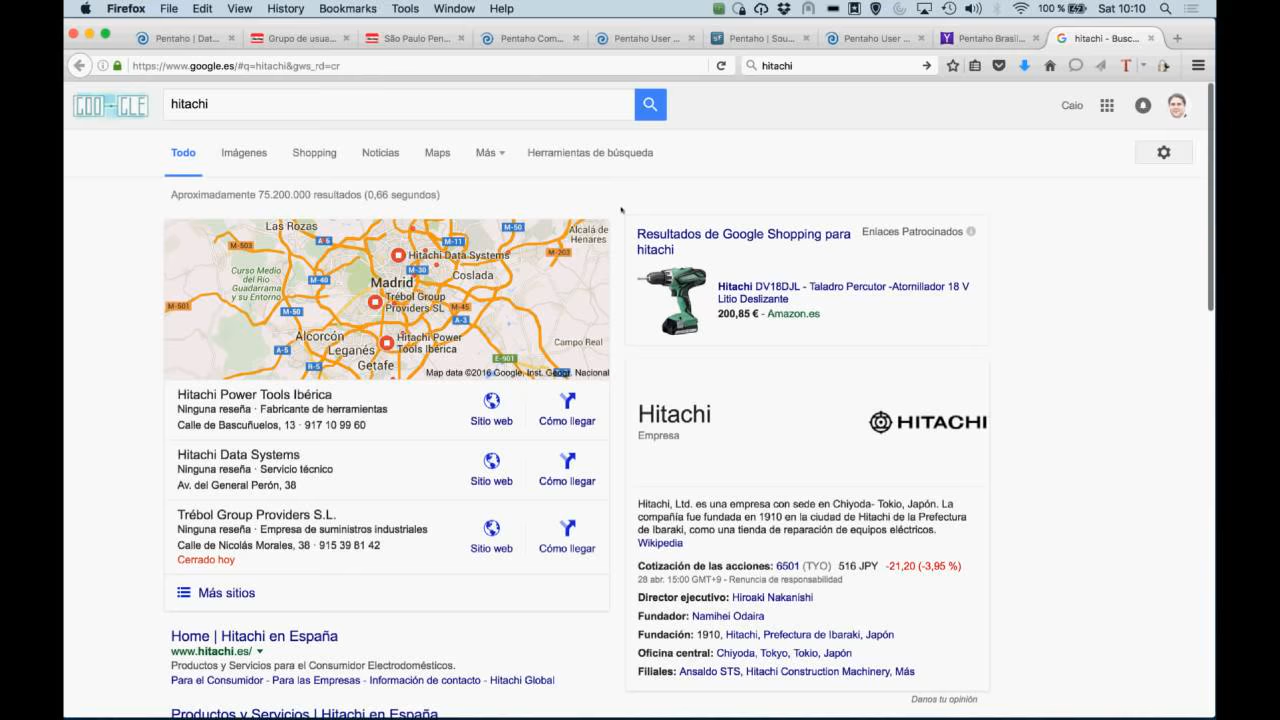 Firefox File Edit View History Bookmarks Tools Window Help
100 % Sat 10:10
Pentaho | Dat...
Grupo de usua...
São Paulo Pen...
Pentaho Com...
Pentaho User ...
Pentaho | Sou...
Pentaho User ...
Pentaho Brasil...
hitachi - Busc...
https://www.google.es/#q=hitachi&gws_rd=cr
hitachi
hitachi
Caio
Todo Imágenes Shopping Noticias Maps Más Herramientas de búsqueda
Aproximadamente 75.200.000 resultados (0,66 segundos)
Las Rozas
M-50
Alcalá de
Henares
M-503
A-6
M-11
M-203
Hitachi Data Systems
M-30
Curso Medio
del Río
Guadarrama
y su Entorno
M-40
Madrid
Coslada
M-501
Trébol Group
Providers SL
M-45
M-50
A-3
Alcorcón
Hitachi Power
Tools Ibérica
Campo Real
A-5
Leganés
E-901
R-5
Getafe
Map data ©2016 Google, Inst. Geogr. Nacional
Hitachi Power Tools Ibérica
Ninguna reseña · Fabricante de herramientas
Calle de Bascuñuelos, 13 · 917 10 99 60
Sitio web
Cómo llegar
Hitachi Data Systems
Ninguna reseña · Servicio técnico
Av. del General Perón, 38
Sitio web
Cómo llegar
Trébol Group Providers S.L.
Ninguna reseña · Empresa de suministros industriales
Calle de Nicolás Morales, 38 · 915 39 81 42
Cerrado hoy
Sitio web
Cómo llegar
Más sitios
Home | Hitachi en España
www.hitachi.es/
Productos y Servicios para el Consumidor Electrodomésticos.
Para el Consumidor - Para las Empresas - Información de contacto - Hitachi Global
Productos y Servicios | Hitachi en España
Resultados de Google Shopping para
hitachi
Enlaces Patrocinados
Hitachi DV18DJL - Taladro Percutor -Atornillador 18 V
Litio Deslizante
200,85 € - Amazon.es
Hitachi
Empresa
HITACHI
Hitachi, Ltd. es una empresa con sede en Chiyoda- Tokio, Japón. La
compañía fue fundada en 1910 en la ciudad de Hitachi de la Prefectura
de Ibaraki, como una tienda de reparación de equipos eléctricos.
Wikipedia
Cotización de las acciones: 6501 (TYO) 516 JPY -21,20 (-3,95 %)
28 abr. 15:00 GMT+9 - Renuncia de responsabilidad
Director ejecutivo: Hiroaki Nakanishi
Fundador: Namihei Odaira
Fundación: 1910, Hitachi, Prefectura de Ibaraki, Japón
Oficina central: Chiyoda, Tokyo, Tokio, Japón
Filiales: Ansaldo STS, Hitachi Construction Machinery, Más
Danos tu opinión